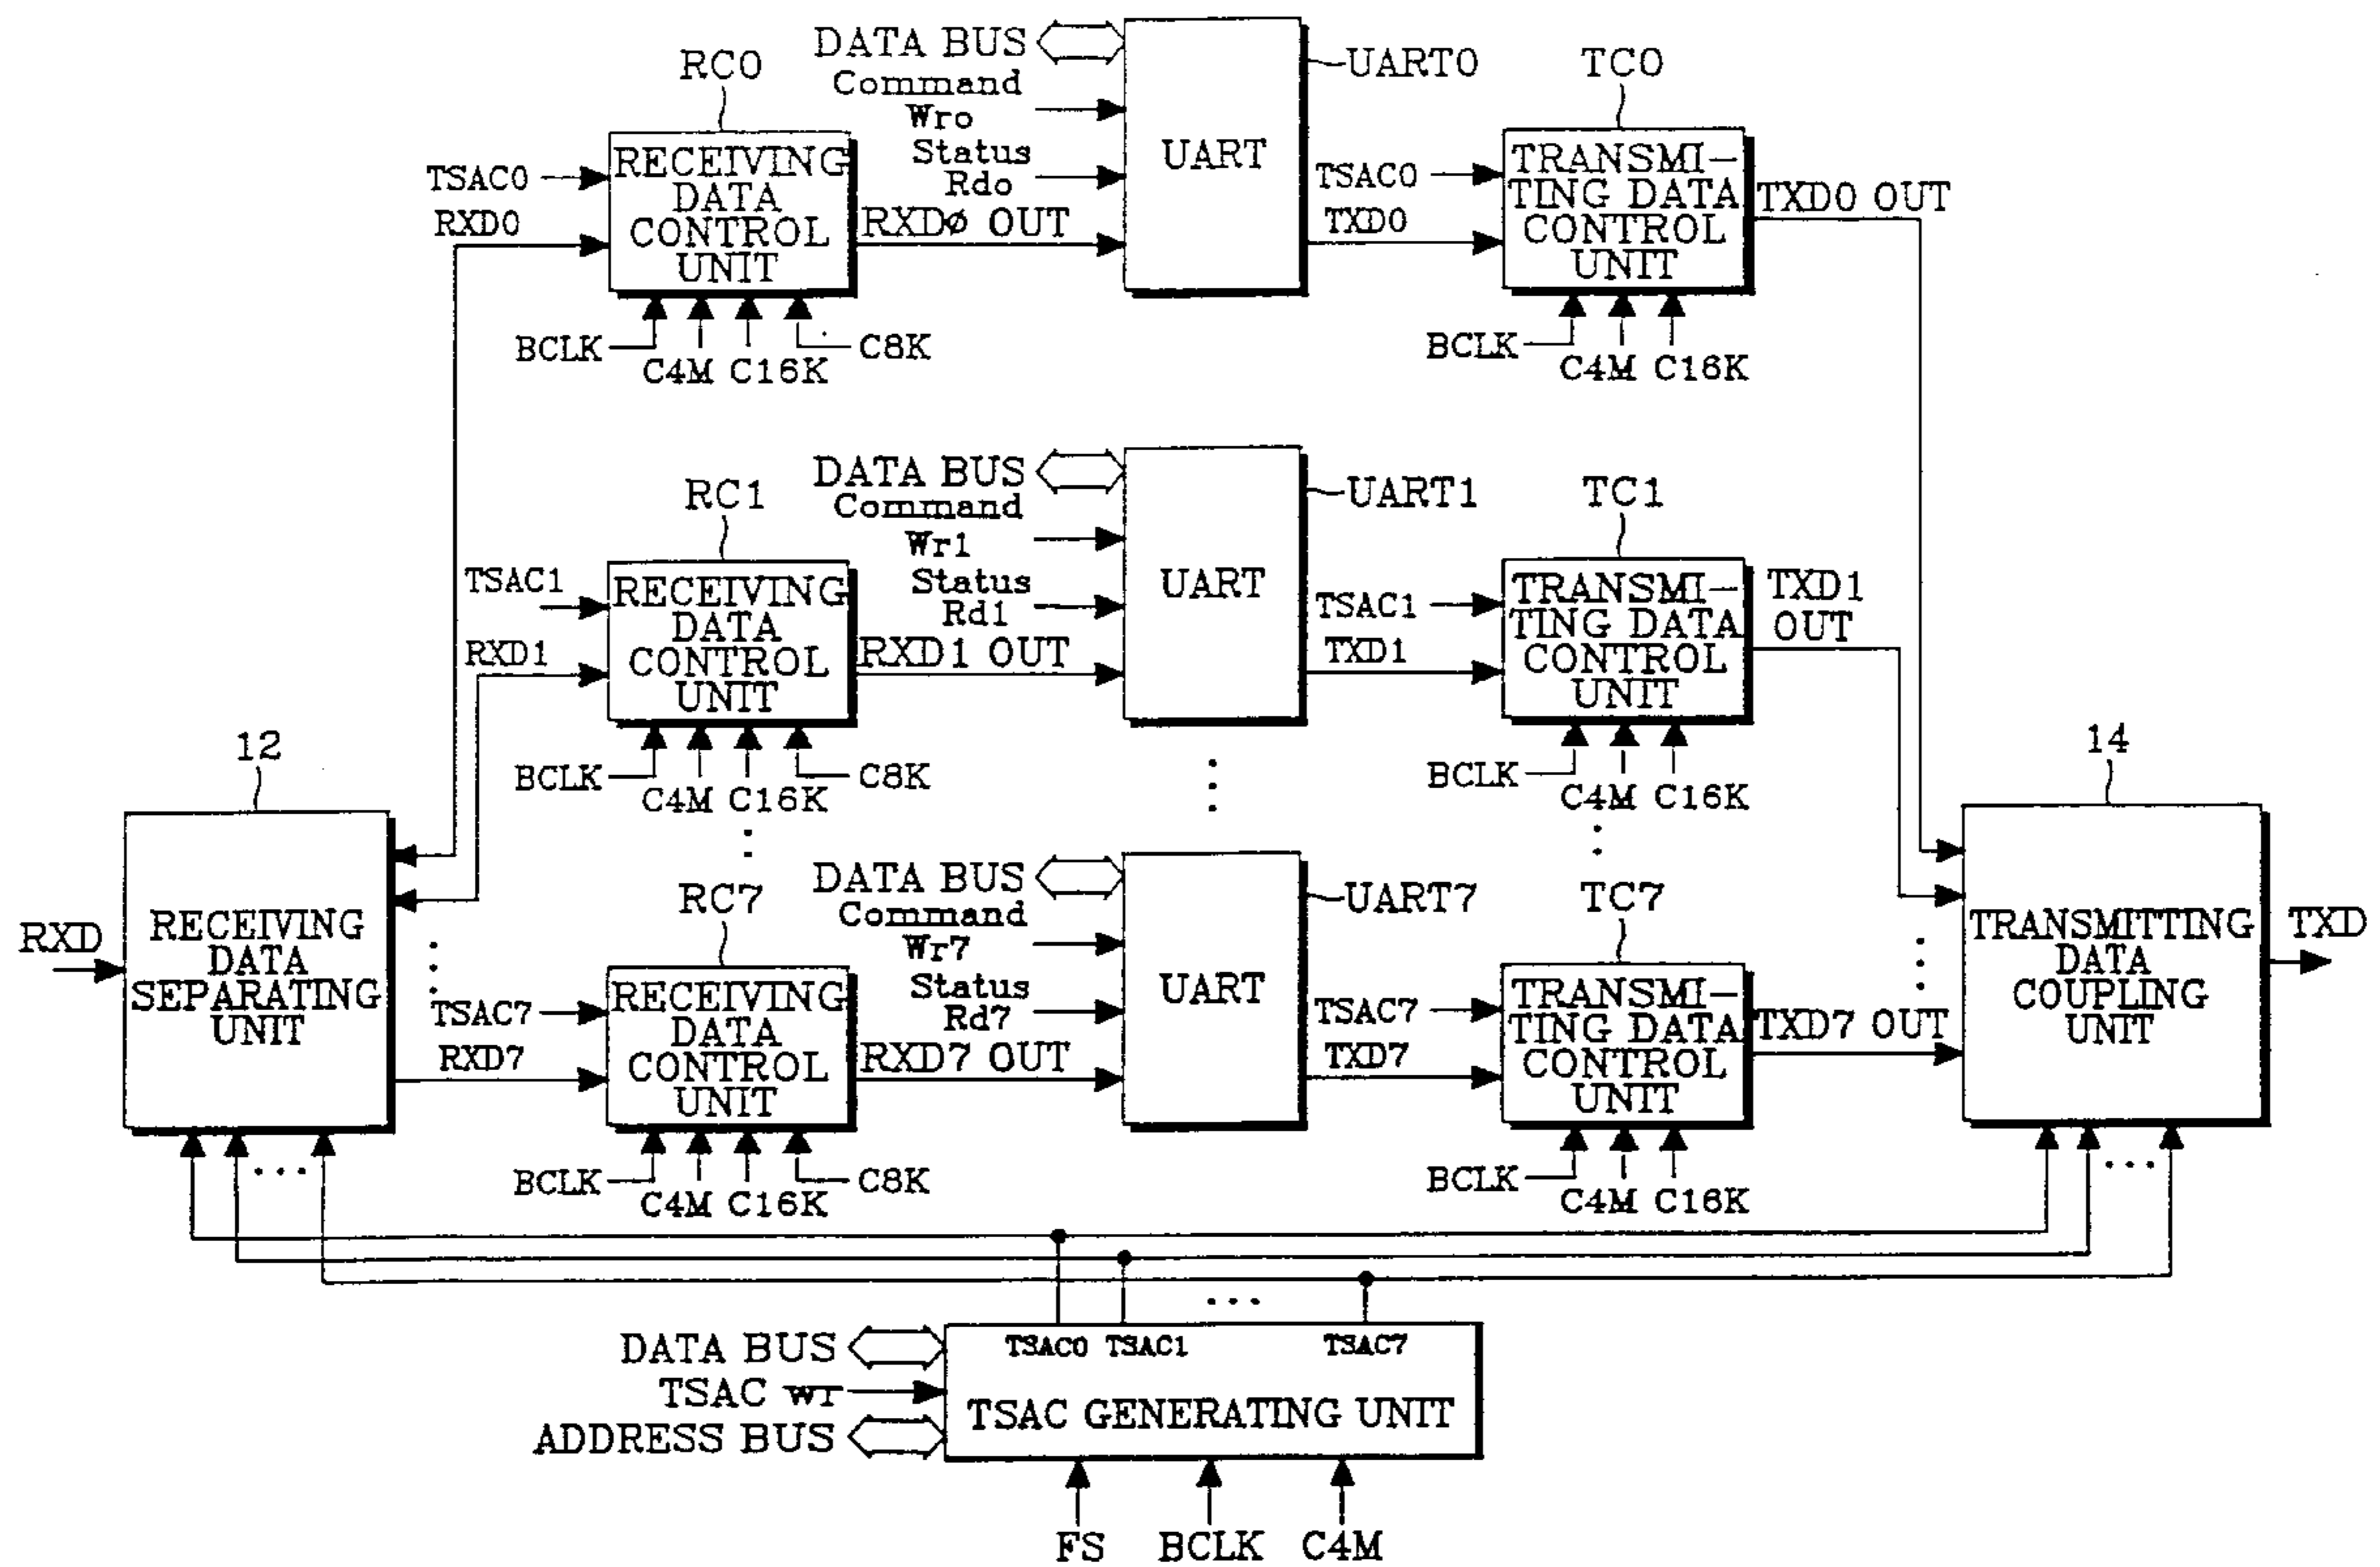 DATA BUS
Command
Wro
Status
Rdo
UART
UART0
RC0
TSAC0
RXD0
RECEIVING
DATA
CONTROL
UNIT
RXDØ OUT
BCLK
C4M
C16K
C8K
TC0
TSAC0
TXD0
TRANSMI-
TING DATA
CONTROL
UNIT
TXD0 OUT
BCLK
C4M
C16K
DATA BUS
Command
Wr1
Status
Rd1
UART
UART1
RC1
TSAC1
RXD1
RECEIVING
DATA
CONTROL
UNIT
RXD1 OUT
BCLK
C4M
C16K
C8K
TC1
TSAC1
TXD1
TRANSMI-
TING DATA
CONTROL
UNIT
TXD1
OUT
BCLK
C4M
C16K
12
RXD
RECEIVING
DATA
SEPARATING
UNIT
DATA BUS
Command
Wr7
Status
Rd7
UART
UART7
RC7
TSAC7
RXD7
RECEIVING
DATA
CONTROL
UNIT
RXD7 OUT
BCLK
C4M
C16K
C8K
TC7
TSAC7
TXD7
TRANSMI-
TING DATA
CONTROL
UNIT
TXD7 OUT
BCLK
C4M
C16K
14
TRANSMITTING
DATA
COUPLING
UNIT
TXD
DATA BUS
TSAC wr
ADDRESS BUS
TSAC0
TSAC1
TSAC7
TSAC GENERATING UNIT
FS
BCLK
C4M